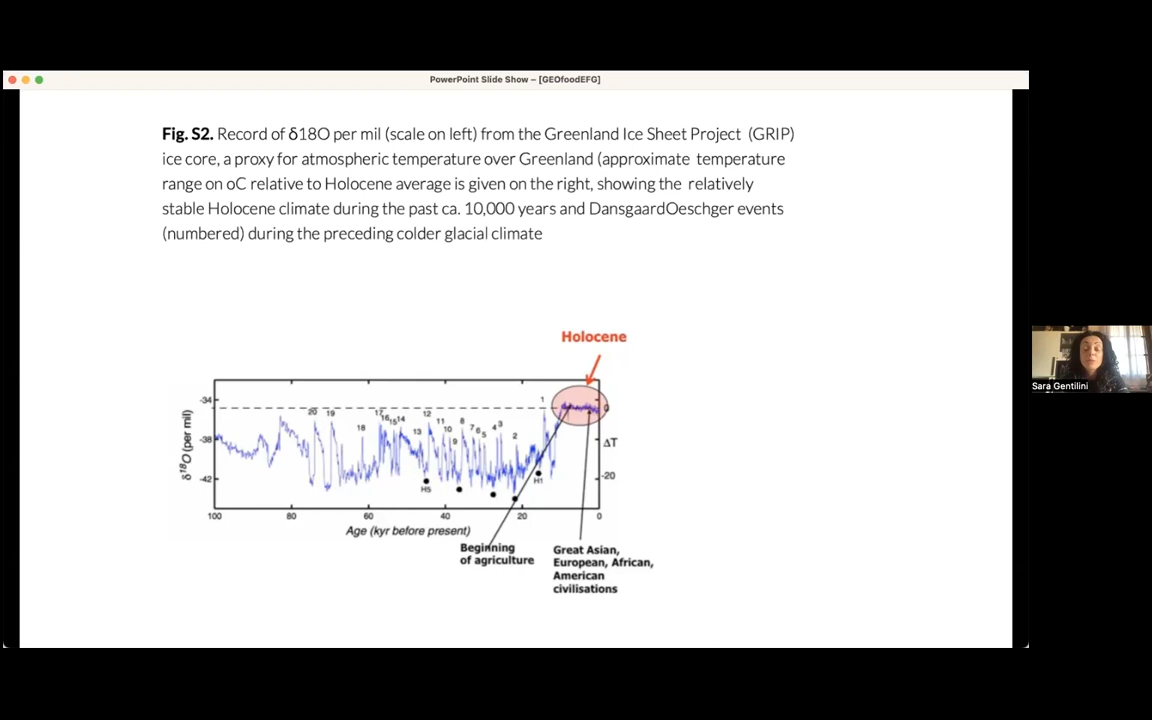 PowerPoint Slide Show – [GEOfoodEFG]
Fig. S2. Record of δ18O per mil (scale on left) from the Greenland Ice Sheet Project (GRIP)
ice core, a proxy for atmospheric temperature over Greenland (approximate temperature
range on oC relative to Holocene average is given on the right, showing the relatively
stable Holocene climate during the past ca. 10,000 years and DansgaardOeschger events
(numbered) during the preceding colder glacial climate
Holocene
-34
-38
-42
δ¹⁸O (per mil)
20
19
18
17
16
15
14
13
12
11
10
9
8
7
6
5
4
3
2
1
H5
H1
0
ΔT
-20
100
80
60
40
20
0
Age (kyr before present)
Beginning
of agriculture
Great Asian,
European, African,
American
civilisations
Sara Gentilini